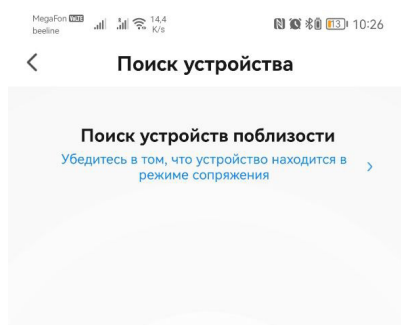 MegaFon VoLTE
beeline
14,4
K/s
13
10:26
Поиск устройства
Поиск устройств поблизости
Убедитесь в том, что устройство находится в
режиме сопряжения